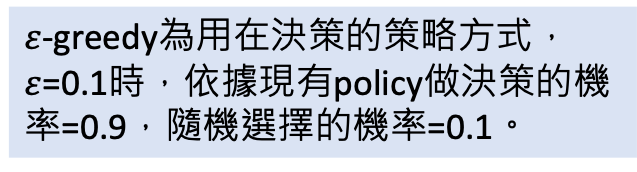 ε-greedy為用在決策的策略方式，
ε=0.1時，依據現有policy做決策的機
率=0.9，隨機選擇的機率=0.1。